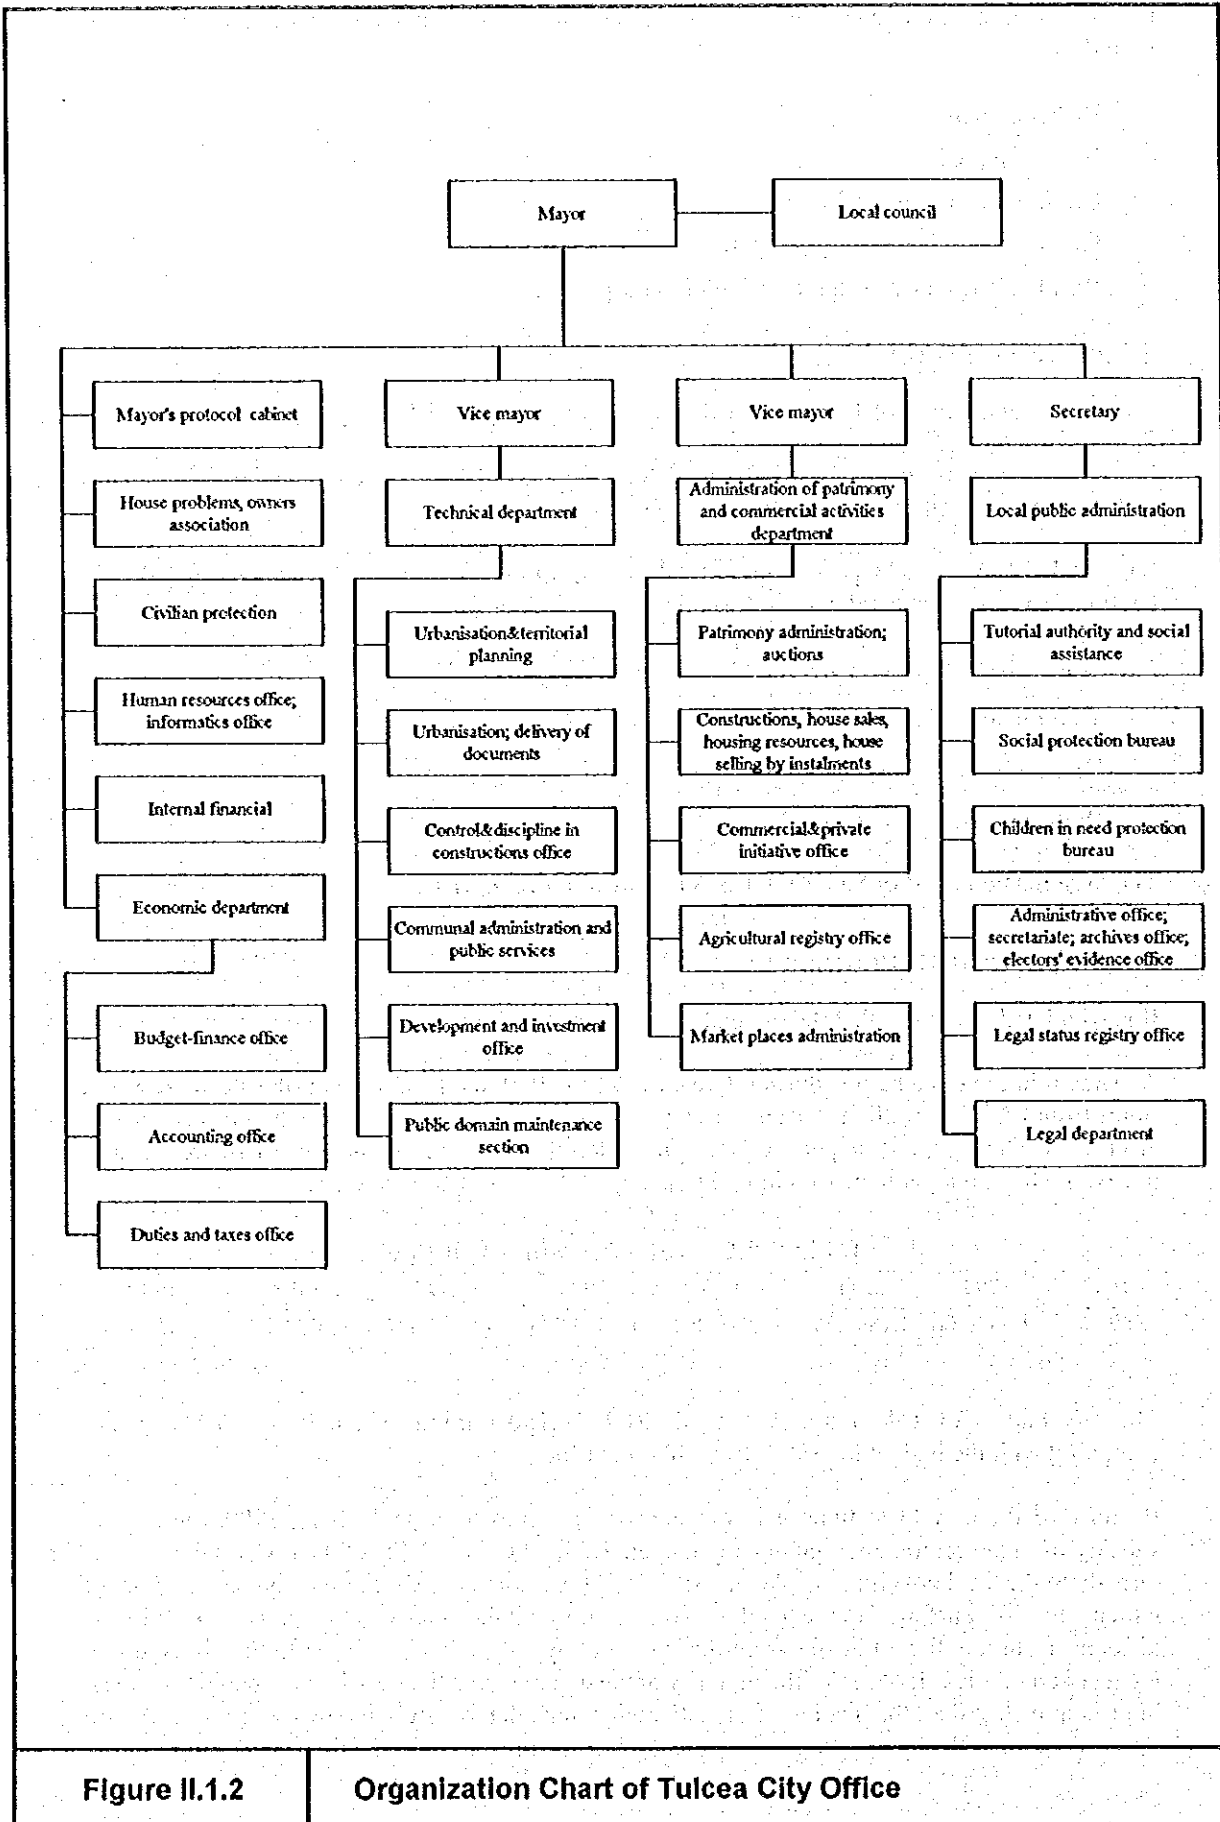 Mayor
Local council
Mayor's protocol cabinet
House problems, owners
association
Civilian protection
Human resources office;
informatics office
Internal financial
Economic department
Budget-finance office
Accounting office
Duties and taxes office
Vice mayor
Technical department
Urbanisation&territorial
planning
Urbanisation; delivery of
documents
Control&discipline in
constructions office
Communal administration and
public services
Development and investment
office
Public domain maintenance
section
Vice mayor
Administration of patrimony
and commercial activities
department
Patrimony administration;
auctions
Constructions, house sales,
housing resources, house
selling by instalments
Commercial&private
initiative office
Agricultural registry office
Market places administration
Secretary
Local public administration
Tutorial authority and social
assistance
Social protection bureau
Children in need protection
bureau
Administrative office;
secretariate; archives office;
electors' evidence office
Legal status registry office
Legal department
Figure II.1.2
Organization Chart of Tulcea City Office